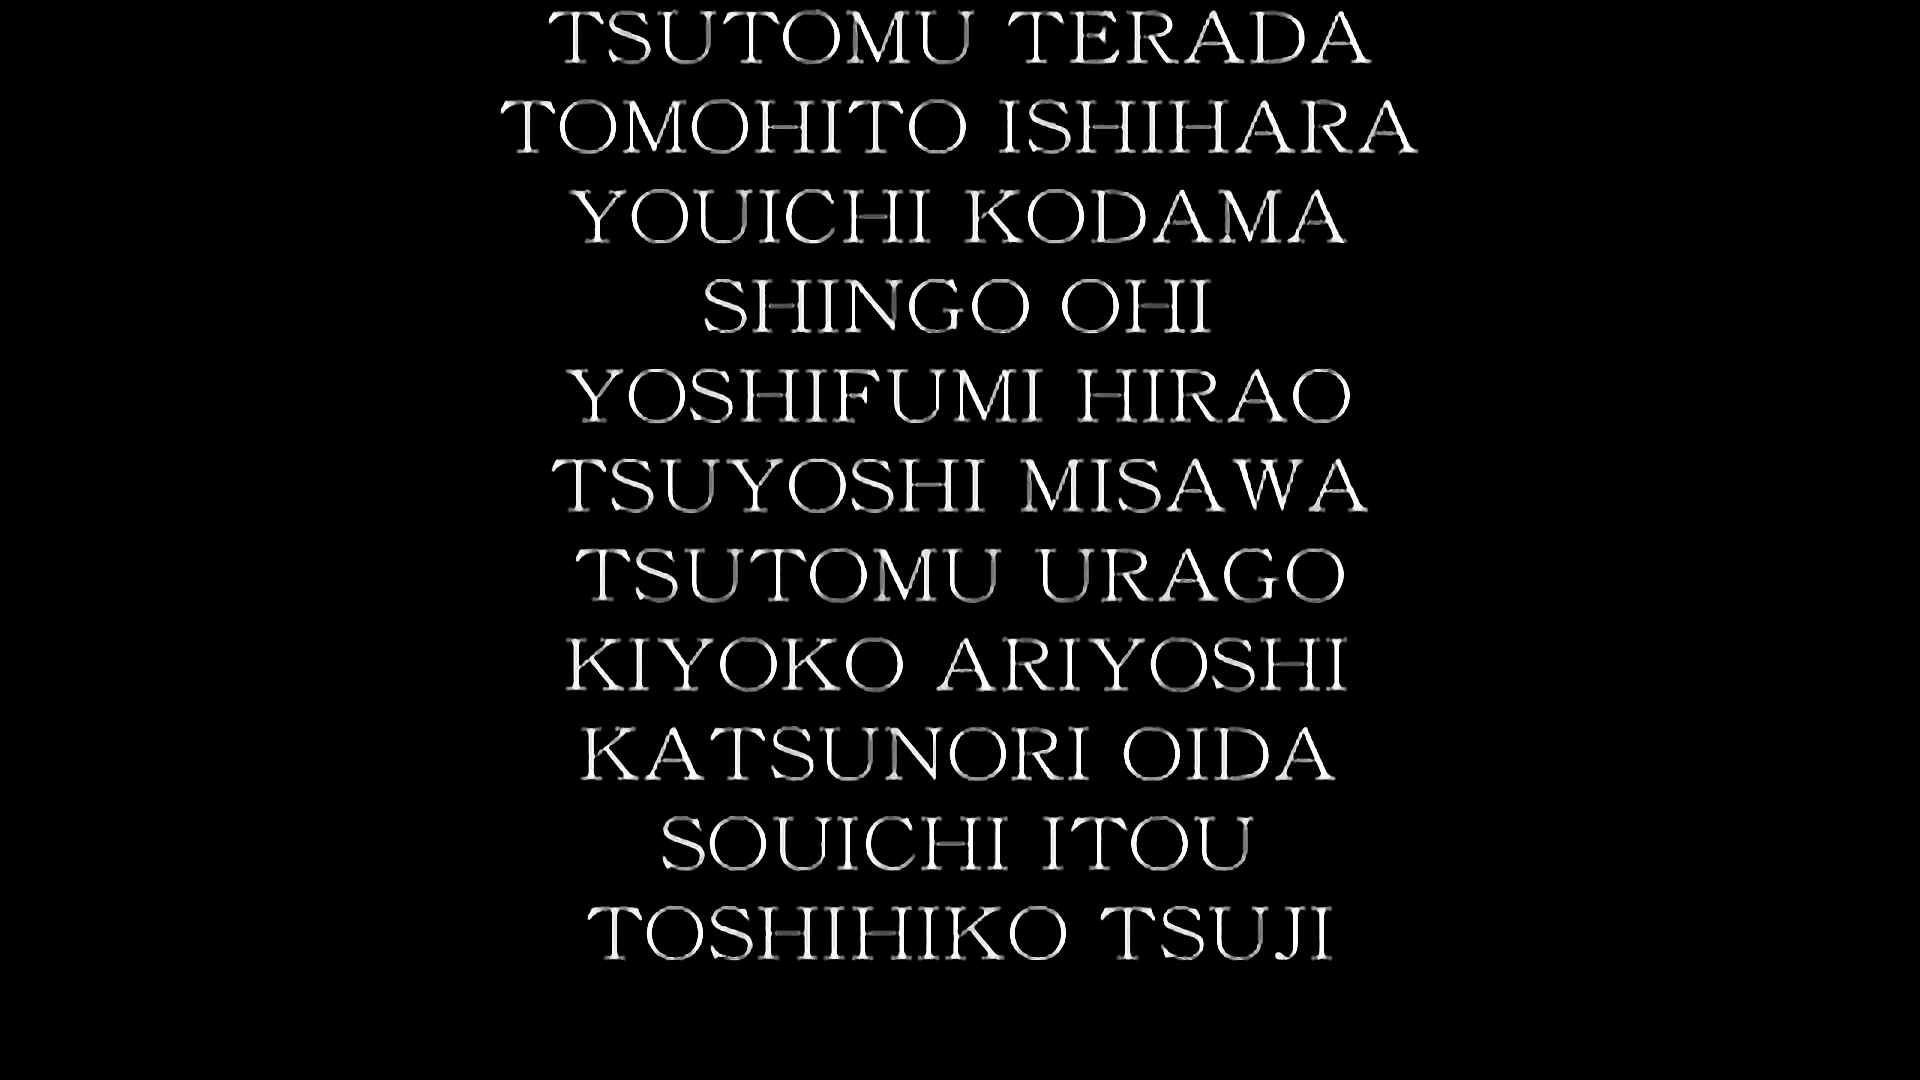 TSUTOMU TERADA
TOMOHITO ISHIHARA
YOUICHI KODAMA
SHINGO OHI
YOSHIFUMI HIRAO
TSUYOSHI MISAWA
TSUTOMU URAGO
KIYOKO ARIYOSHI
KATSUNORI OIDA
SOUICHI ITOU
TOSHIHIKO TSUJI